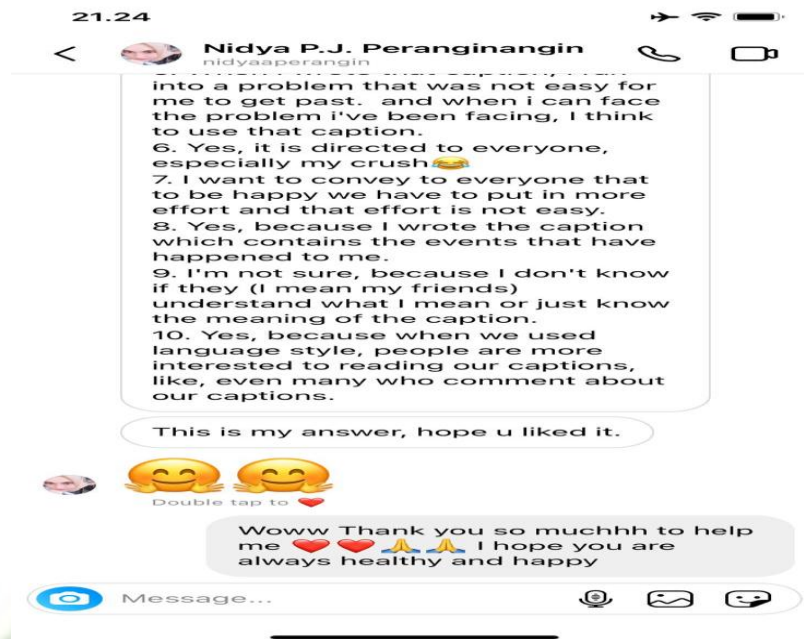 21.24
Nidya P.J. Peranginangin
nidyaaperangin
5. When I wrote that caption, I run
into a problem that was not easy for
me to get past.  and when i can face
the problem i've been facing, I think
to use that caption.
6. Yes, it is directed to everyone,
especially my crush😂
7. I want to convey to everyone that
to be happy we have to put in more
effort and that effort is not easy.
8. Yes, because I wrote the caption
which contains the events that have
happened to me.
9. I'm not sure, because I don't know
if they (I mean my friends)
understand what I mean or just know
the meaning of the caption.
10. Yes, because when we used
language style, people are more
interested to reading our captions,
like, even many who comment about
our captions.
This is my answer, hope u liked it.
🤗🤗
Double tap to ❤️
Woww Thank you so muchhh to help
me ❤️❤️🙏🙏 I hope you are
always healthy and happy
Message...